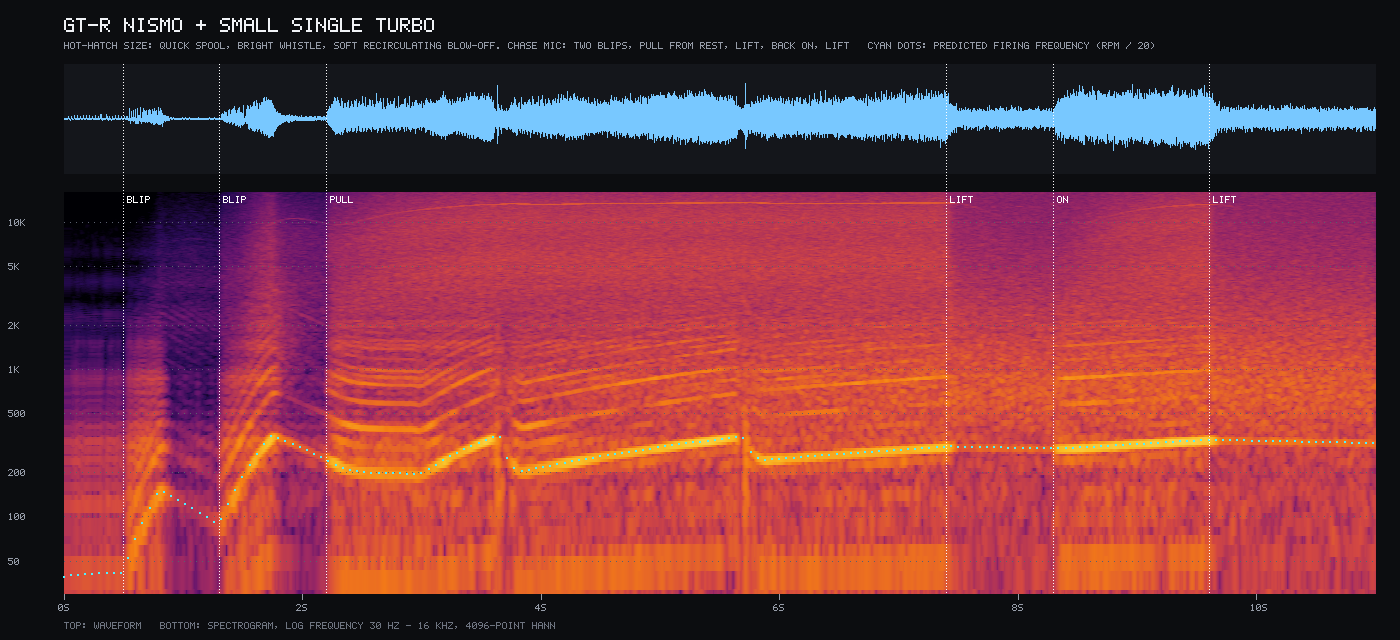 GT-R NISMO + SMALL SINGLE TURBO
HOT-HATCH SIZE: QUICK SPOOL, BRIGHT WHISTLE, SOFT RECIRCULATING BLOW-OFF. CHASE MIC: TWO BLIPS, PULL FROM REST, LIFT, BACK ON, LIFT   CYAN DOTS: PREDICTED FIRING FREQUENCY (RPM / 20)
BLIP BLIP PULL LIFT ON LIFT
10K
5K
2K
1K
500
200
100
50
0S 2S 4S 6S 8S 10S
TOP: WAVEFORM   BOTTOM: SPECTROGRAM, LOG FREQUENCY 30 HZ - 16 KHZ, 4096-POINT HANN